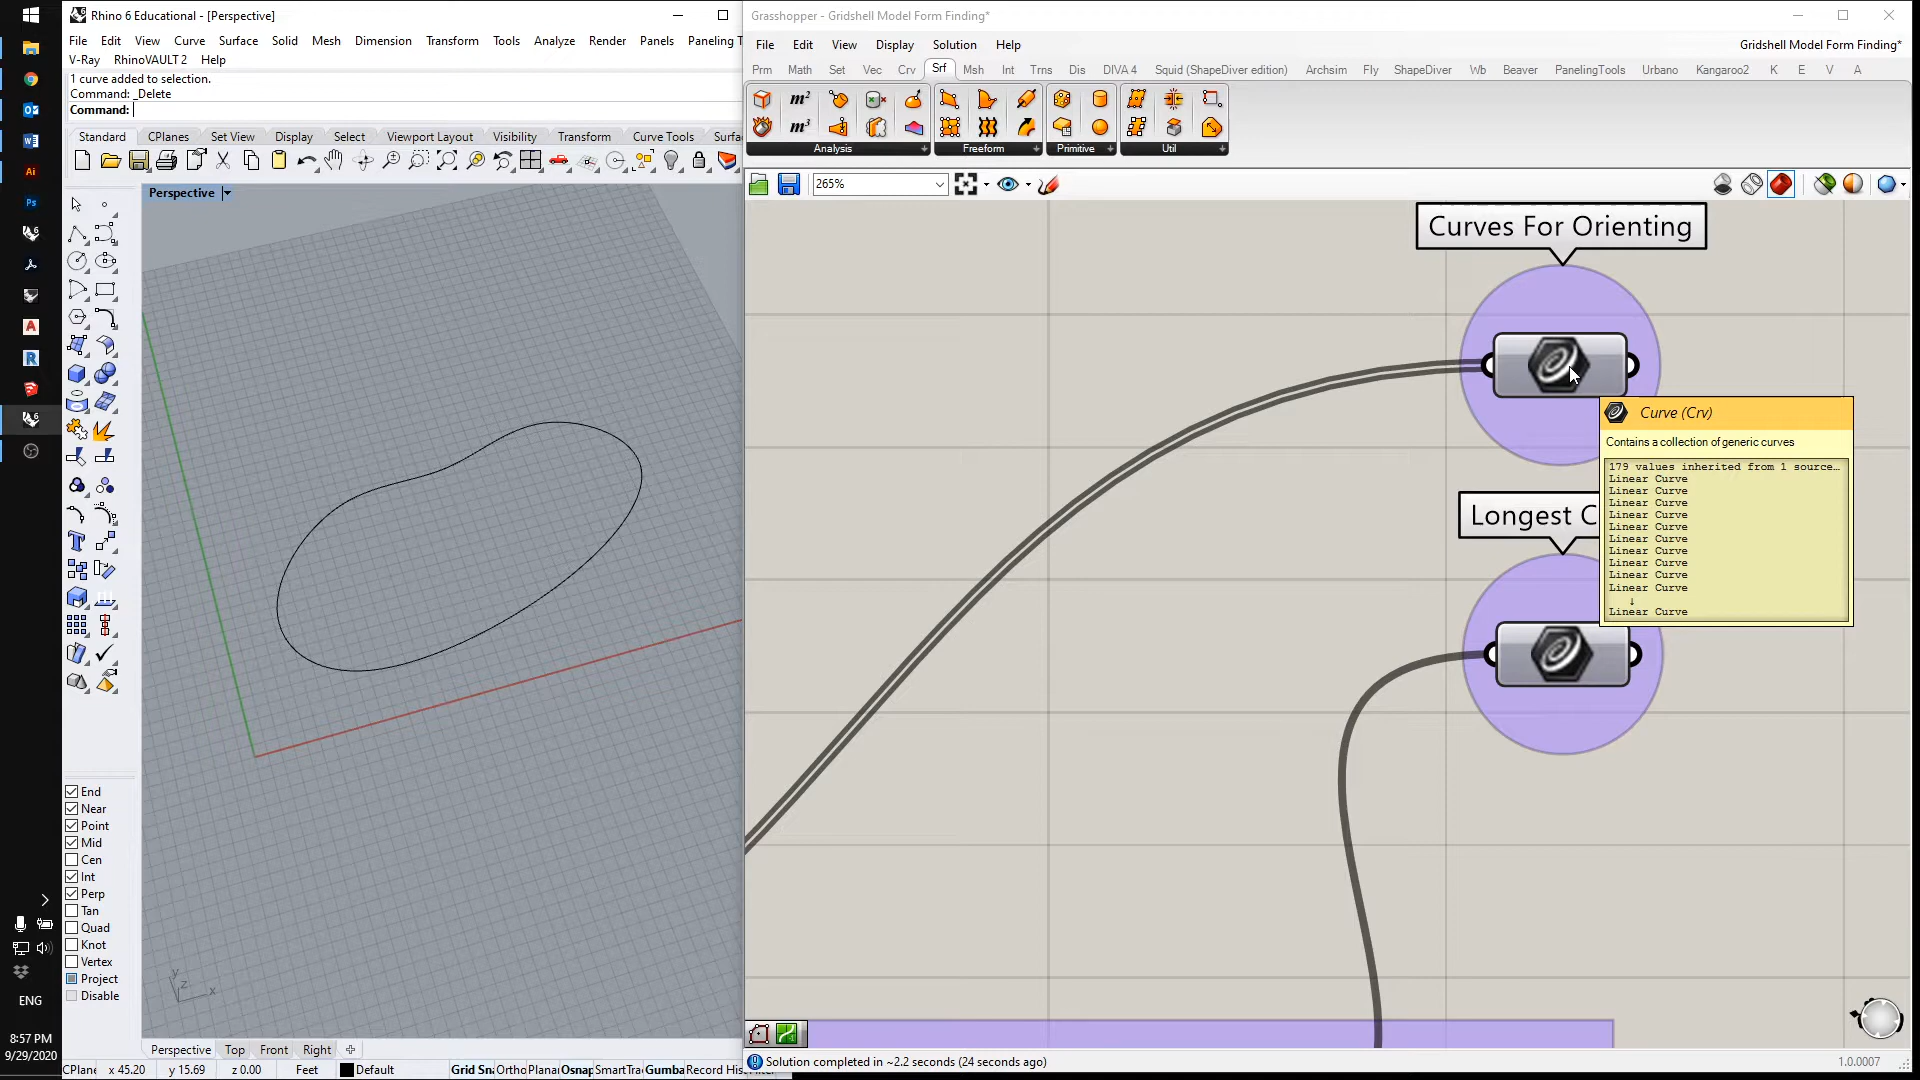 Rhino 6 Educational - [Perspective]
File Edit View Curve Surface Solid Mesh Dimension Transform Tools Analyze Render Panels Paneling T
V-Ray RhinoVAULT 2 Help
1 curve added to selection.
Command: _Delete
Command:
Standard CPlanes Set View Display Select Viewport Layout Visibility Transform Curve Tools Surfa
Perspective
End
Near
Point
Mid
Cen
Int
Perp
Tan
Quad
Knot
Vertex
Project
Disable
y
z
x
Perspective Top Front Right
CPlane x 45.20 y 15.69 z 0.00 Feet Default Grid Sn Ortho Planar Osnap SmartTrac Gumba Record His
ENG
8:57 PM
9/29/2020
Grasshopper - Gridshell Model Form Finding*
File Edit View Display Solution Help
Gridshell Model Form Finding*
Prm Math Set Vec Crv Srf Msh Int Trns Dis DIVA 4 Squid (ShapeDiver edition) Archsim Fly ShapeDiver Wb Beaver PanelingTools Urbano Kangaroo2 K E V A
m²
m³
Analysis Freeform Primitive Util
265%
Curves For Orienting
Curve (Crv)
Contains a collection of generic curves
179 values inherited from 1 source…
Linear Curve
Linear Curve
Linear Curve
Linear Curve
Linear Curve
Linear Curve
Linear Curve
Linear Curve
Linear Curve
Linear Curve
↓
Linear Curve
Longest C
Solution completed in ~2.2 seconds (24 seconds ago)
1.0.0007